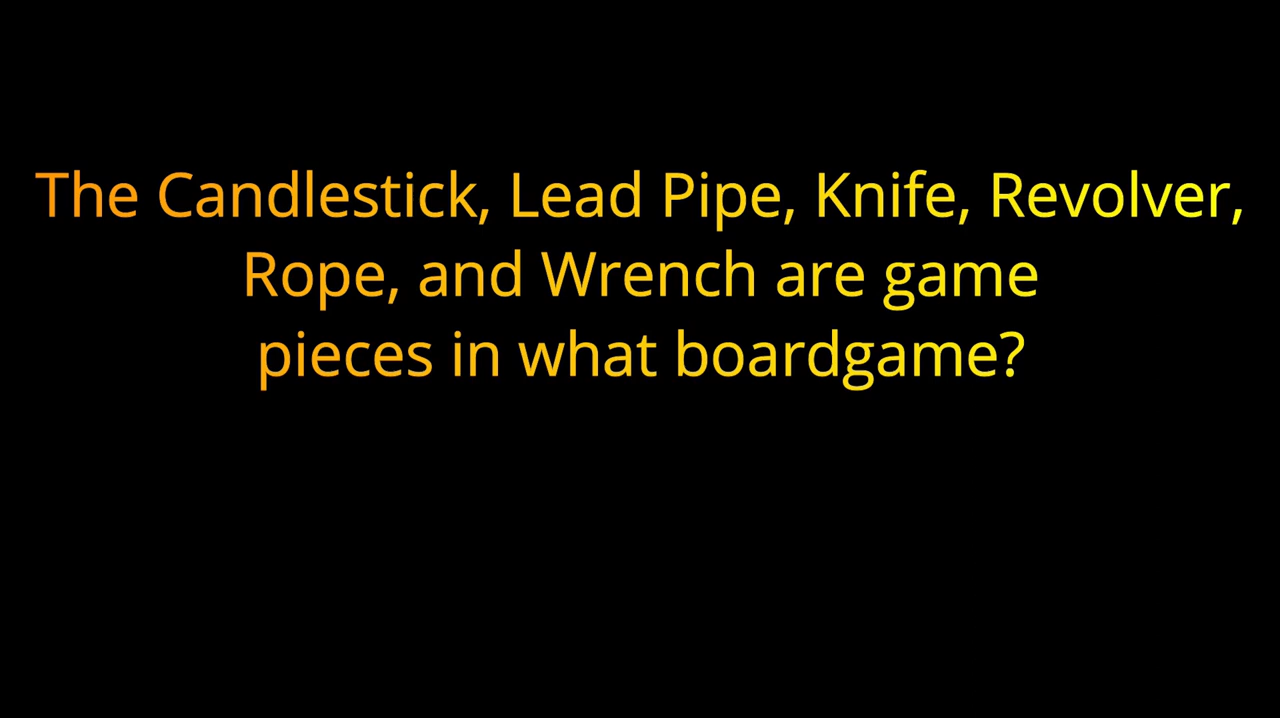 The Candlestick, Lead Pipe, Knife, Revolver,
Rope, and Wrench are game
pieces in what boardgame?